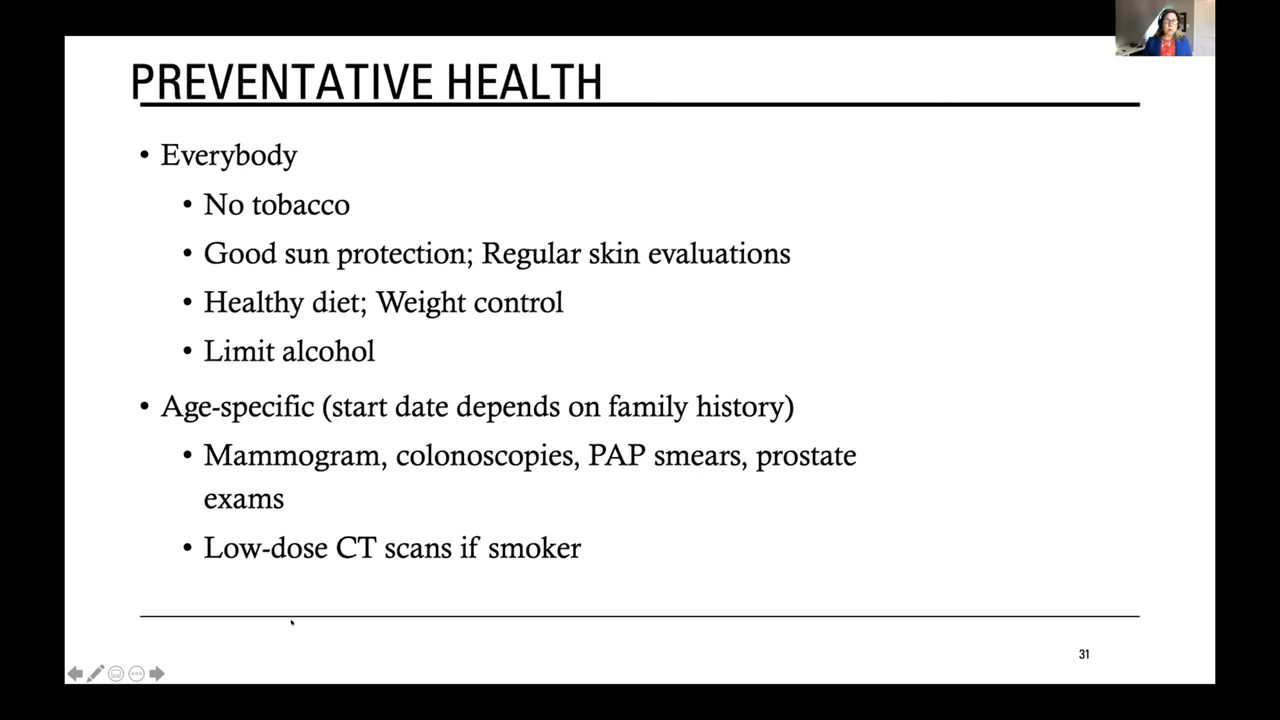 PREVENTATIVE HEALTH
• Everybody
• No tobacco
• Good sun protection; Regular skin evaluations
• Healthy diet; Weight control
• Limit alcohol
• Age-specific (start date depends on family history)
• Mammogram, colonoscopies, PAP smears, prostate
exams
• Low-dose CT scans if smoker
31